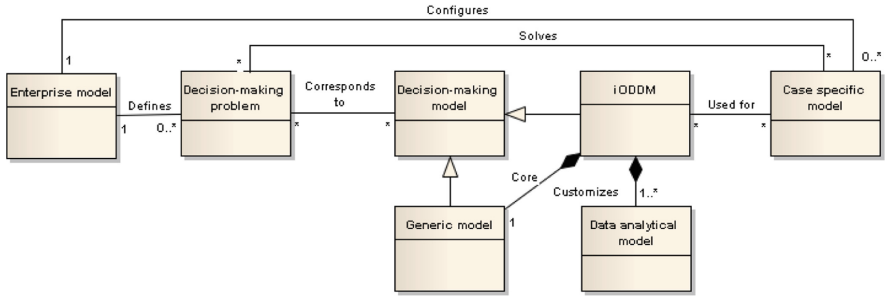 Configures
Solves
1
*
*
0..*
Enterprise model
Defines
1
0..*
Decision-making
problem
Corresponds
to
*
*
Decision-making
model
iODDM
Used for
*
*
Case specific
model
Core
1
Customizes
1..*
Generic model
Data analytical
model